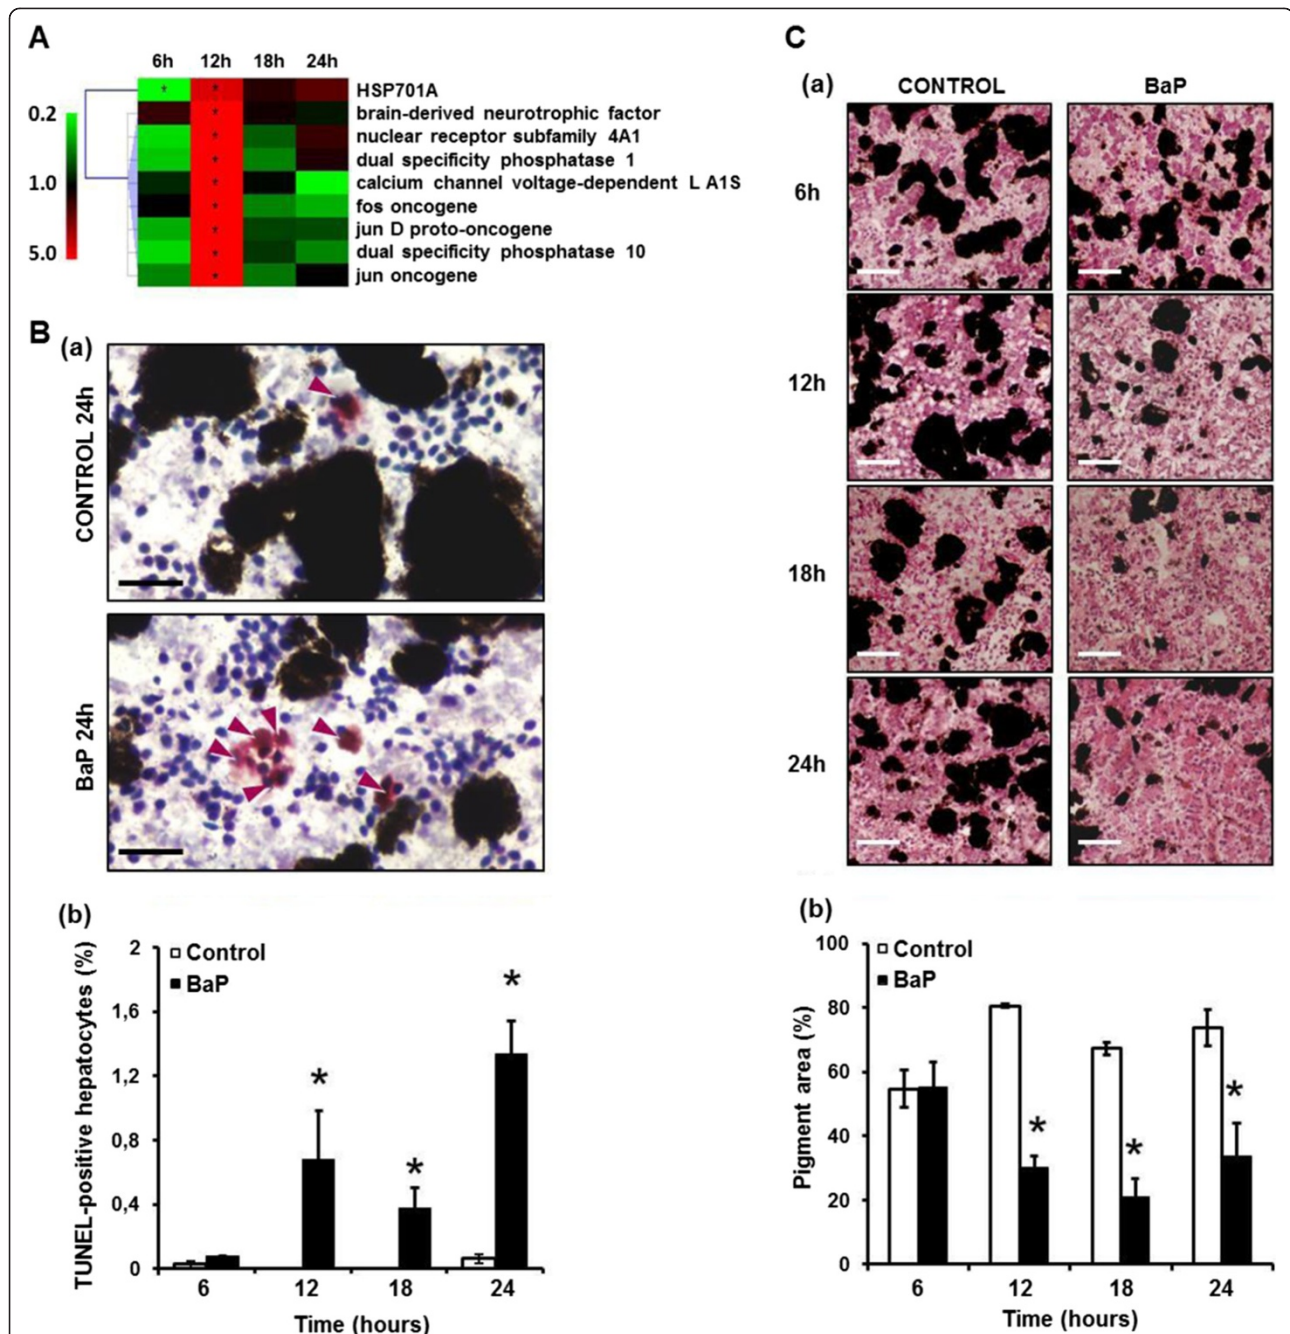 A
6h 12h 18h 24h
HSP701A
brain-derived neurotrophic factor
nuclear receptor subfamily 4A1
dual specificity phosphatase 1
calcium channel voltage-dependent L A1S
fos oncogene
jun D proto-oncogene
dual specificity phosphatase 10
jun oncogene
0.2
1.0
5.0
* *
*
*
*
*
*
*
*
*
B
(a)
CONTROL 24h
BaP 24h
(b)
TUNEL-positive hepatocytes (%)
2
1,6
1,2
0,8
0,4
0
Control
BaP
*
*
*
6 12 18 24
Time (hours)
C
(a)
CONTROL BaP
6h
12h
18h
24h
(b)
Pigment area (%)
100
80
60
40
20
0
Control
BaP
*
*
*
6 12 18 24
Time (hours)